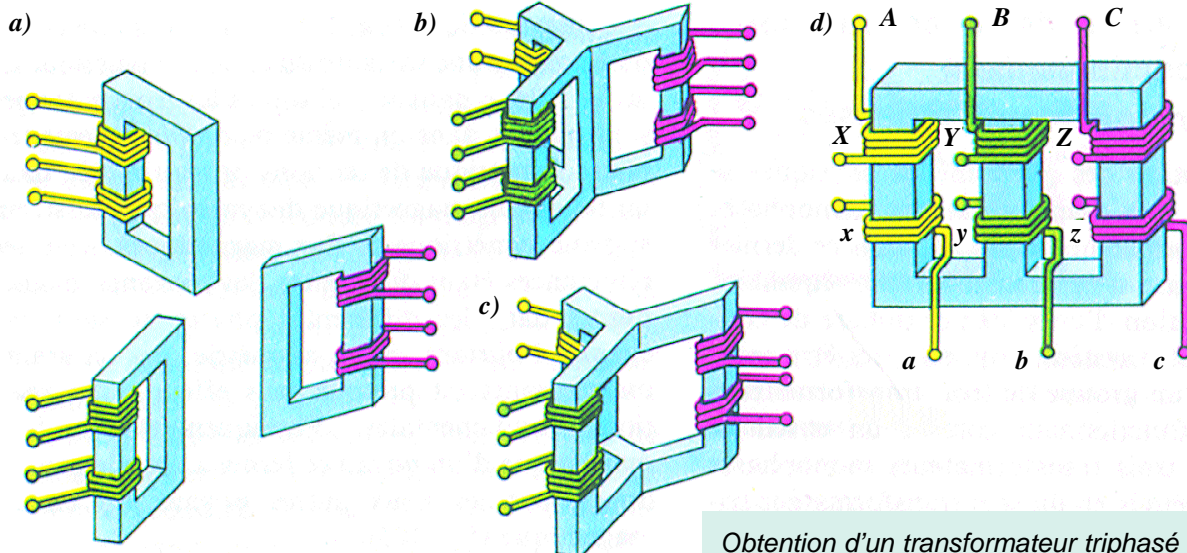 a)
b)
c)
d)
A B C
X Y Z
x y z
a b c
Obtention d'un transformateur triphasé